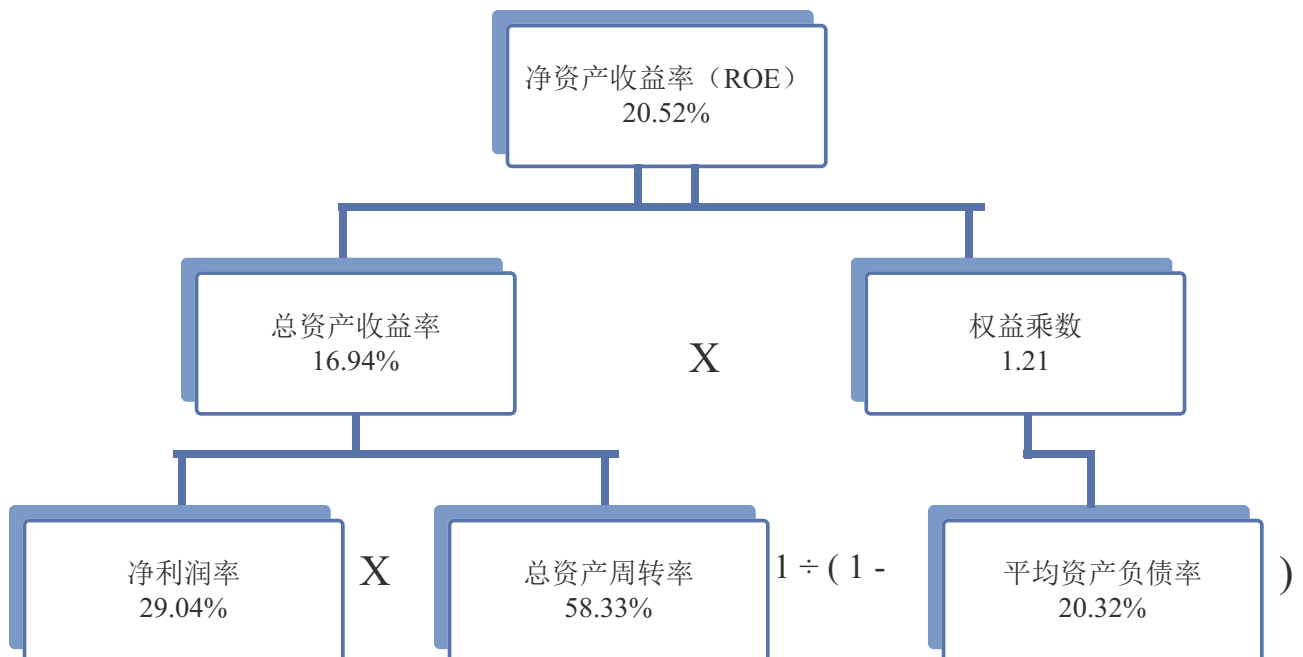 净资产收益率（ROE）
20.52%
总资产收益率
16.94%
X
权益乘数
1.21
净利润率
29.04%
X
总资产周转率
58.33%
1 ÷ ( 1 -
平均资产负债率
20.32%
)